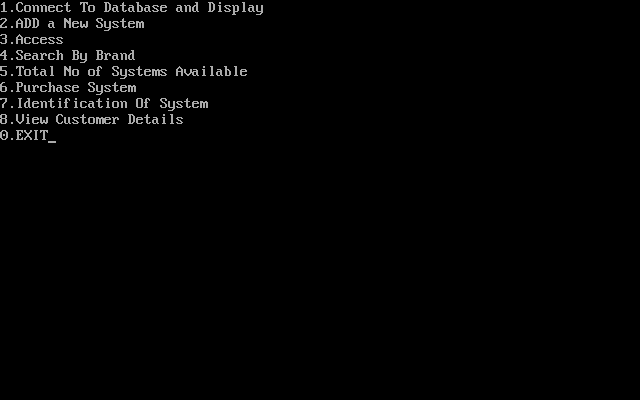 1.Connect To Database and Display
2.ADD a New System
3.Access
4.Search By Brand
5.Total No of Systems Available
6.Purchase System
7.Identification Of System
8.View Customer Details
0.EXIT_